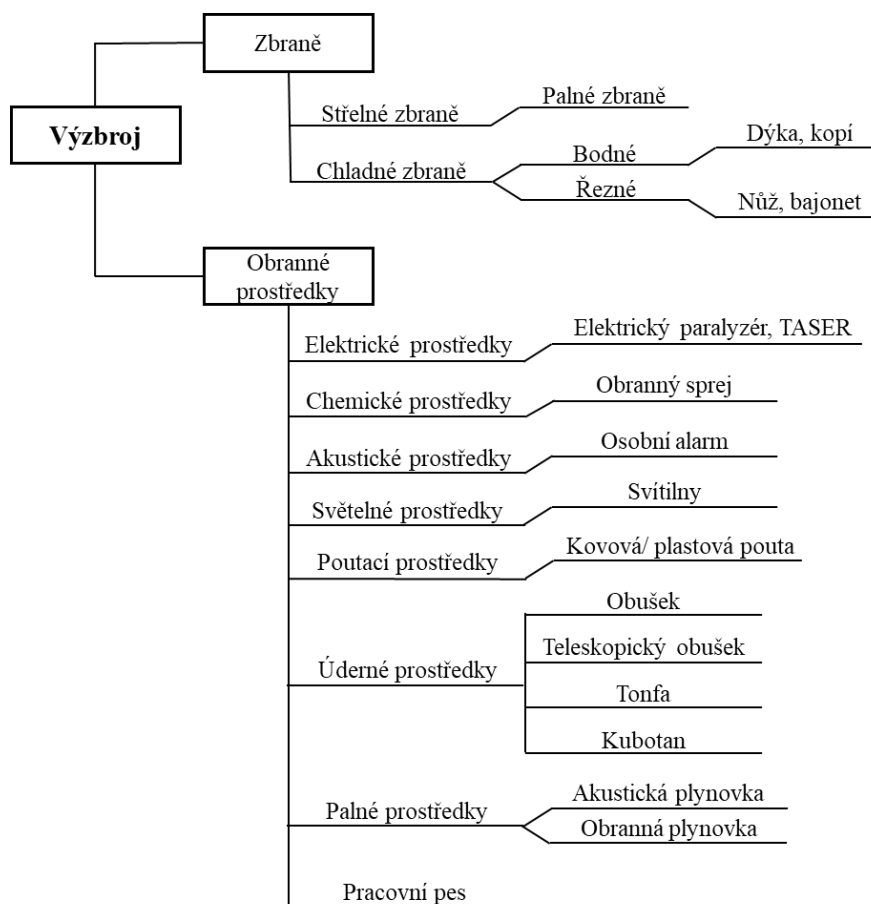 Zbraně
Výzbroj
Střelné zbraně
Palné zbraně
Chladné zbraně
Bodné
Dýka, kopí
Řezné
Nůž, bajonet
Obranné
prostředky
Elektrické prostředky
Elektrický paralyzér, TASER
Chemické prostředky
Obranný sprej
Akustické prostředky
Osobní alarm
Světelné prostředky
Svítilny
Poutací prostředky
Kovová/ plastová pouta
Úderné prostředky
Obušek
Teleskopický obušek
Tonfa
Kubotan
Palné prostředky
Akustická plynovka
Obranná plynovka
Pracovní pes